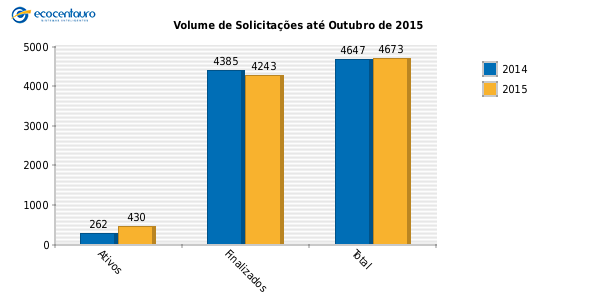 ecocentauro
Volume de Solicitações até Outubro de 2015
5000
4000
3000
2000
1000
0
262
430
4385
4243
4647
4673
Ativos
Finalizados
Total
2014
2015